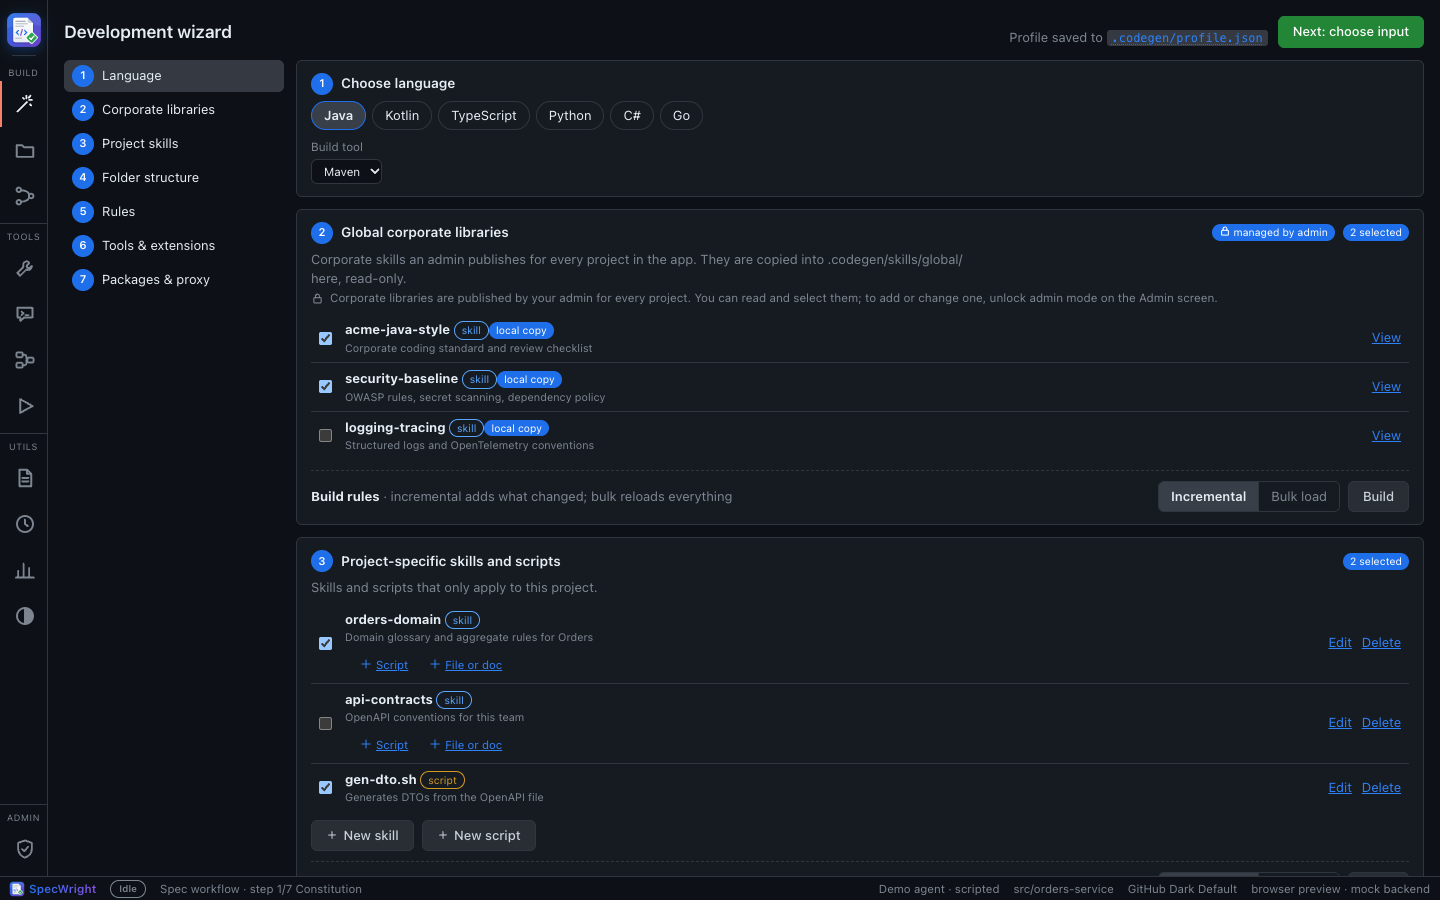 Development wizard
Profile saved to .codegen/profile.json
Next: choose input
BUILD
TOOLS
UTILS
ADMIN
1 Language
2 Corporate libraries
3 Project skills
4 Folder structure
5 Rules
6 Tools & extensions
7 Packages & proxy
1 Choose language
Java Kotlin TypeScript Python C# Go
Build tool
Maven
2 Global corporate libraries managed by admin 2 selected
Corporate skills an admin publishes for every project in the app. They are copied into .codegen/skills/global/
here, read-only.
Corporate libraries are published by your admin for every project. You can read and select them; to add or change one, unlock admin mode on the Admin screen.
acme-java-style skill local copy
Corporate coding standard and review checklist
View
security-baseline skill local copy
OWASP rules, secret scanning, dependency policy
View
logging-tracing skill local copy
Structured logs and OpenTelemetry conventions
View
Build rules · incremental adds what changed; bulk reloads everything
Incremental Bulk load Build
3 Project-specific skills and scripts 2 selected
Skills and scripts that only apply to this project.
orders-domain skill
Domain glossary and aggregate rules for Orders
Edit Delete
+ Script + File or doc
api-contracts skill
OpenAPI conventions for this team
Edit Delete
+ Script + File or doc
gen-dto.sh script
Generates DTOs from the OpenAPI file
Edit Delete
+ New skill + New script
SpecWright Idle Spec workflow · step 1/7 Constitution
Demo agent · scripted src/orders-service GitHub Dark Default browser preview · mock backend